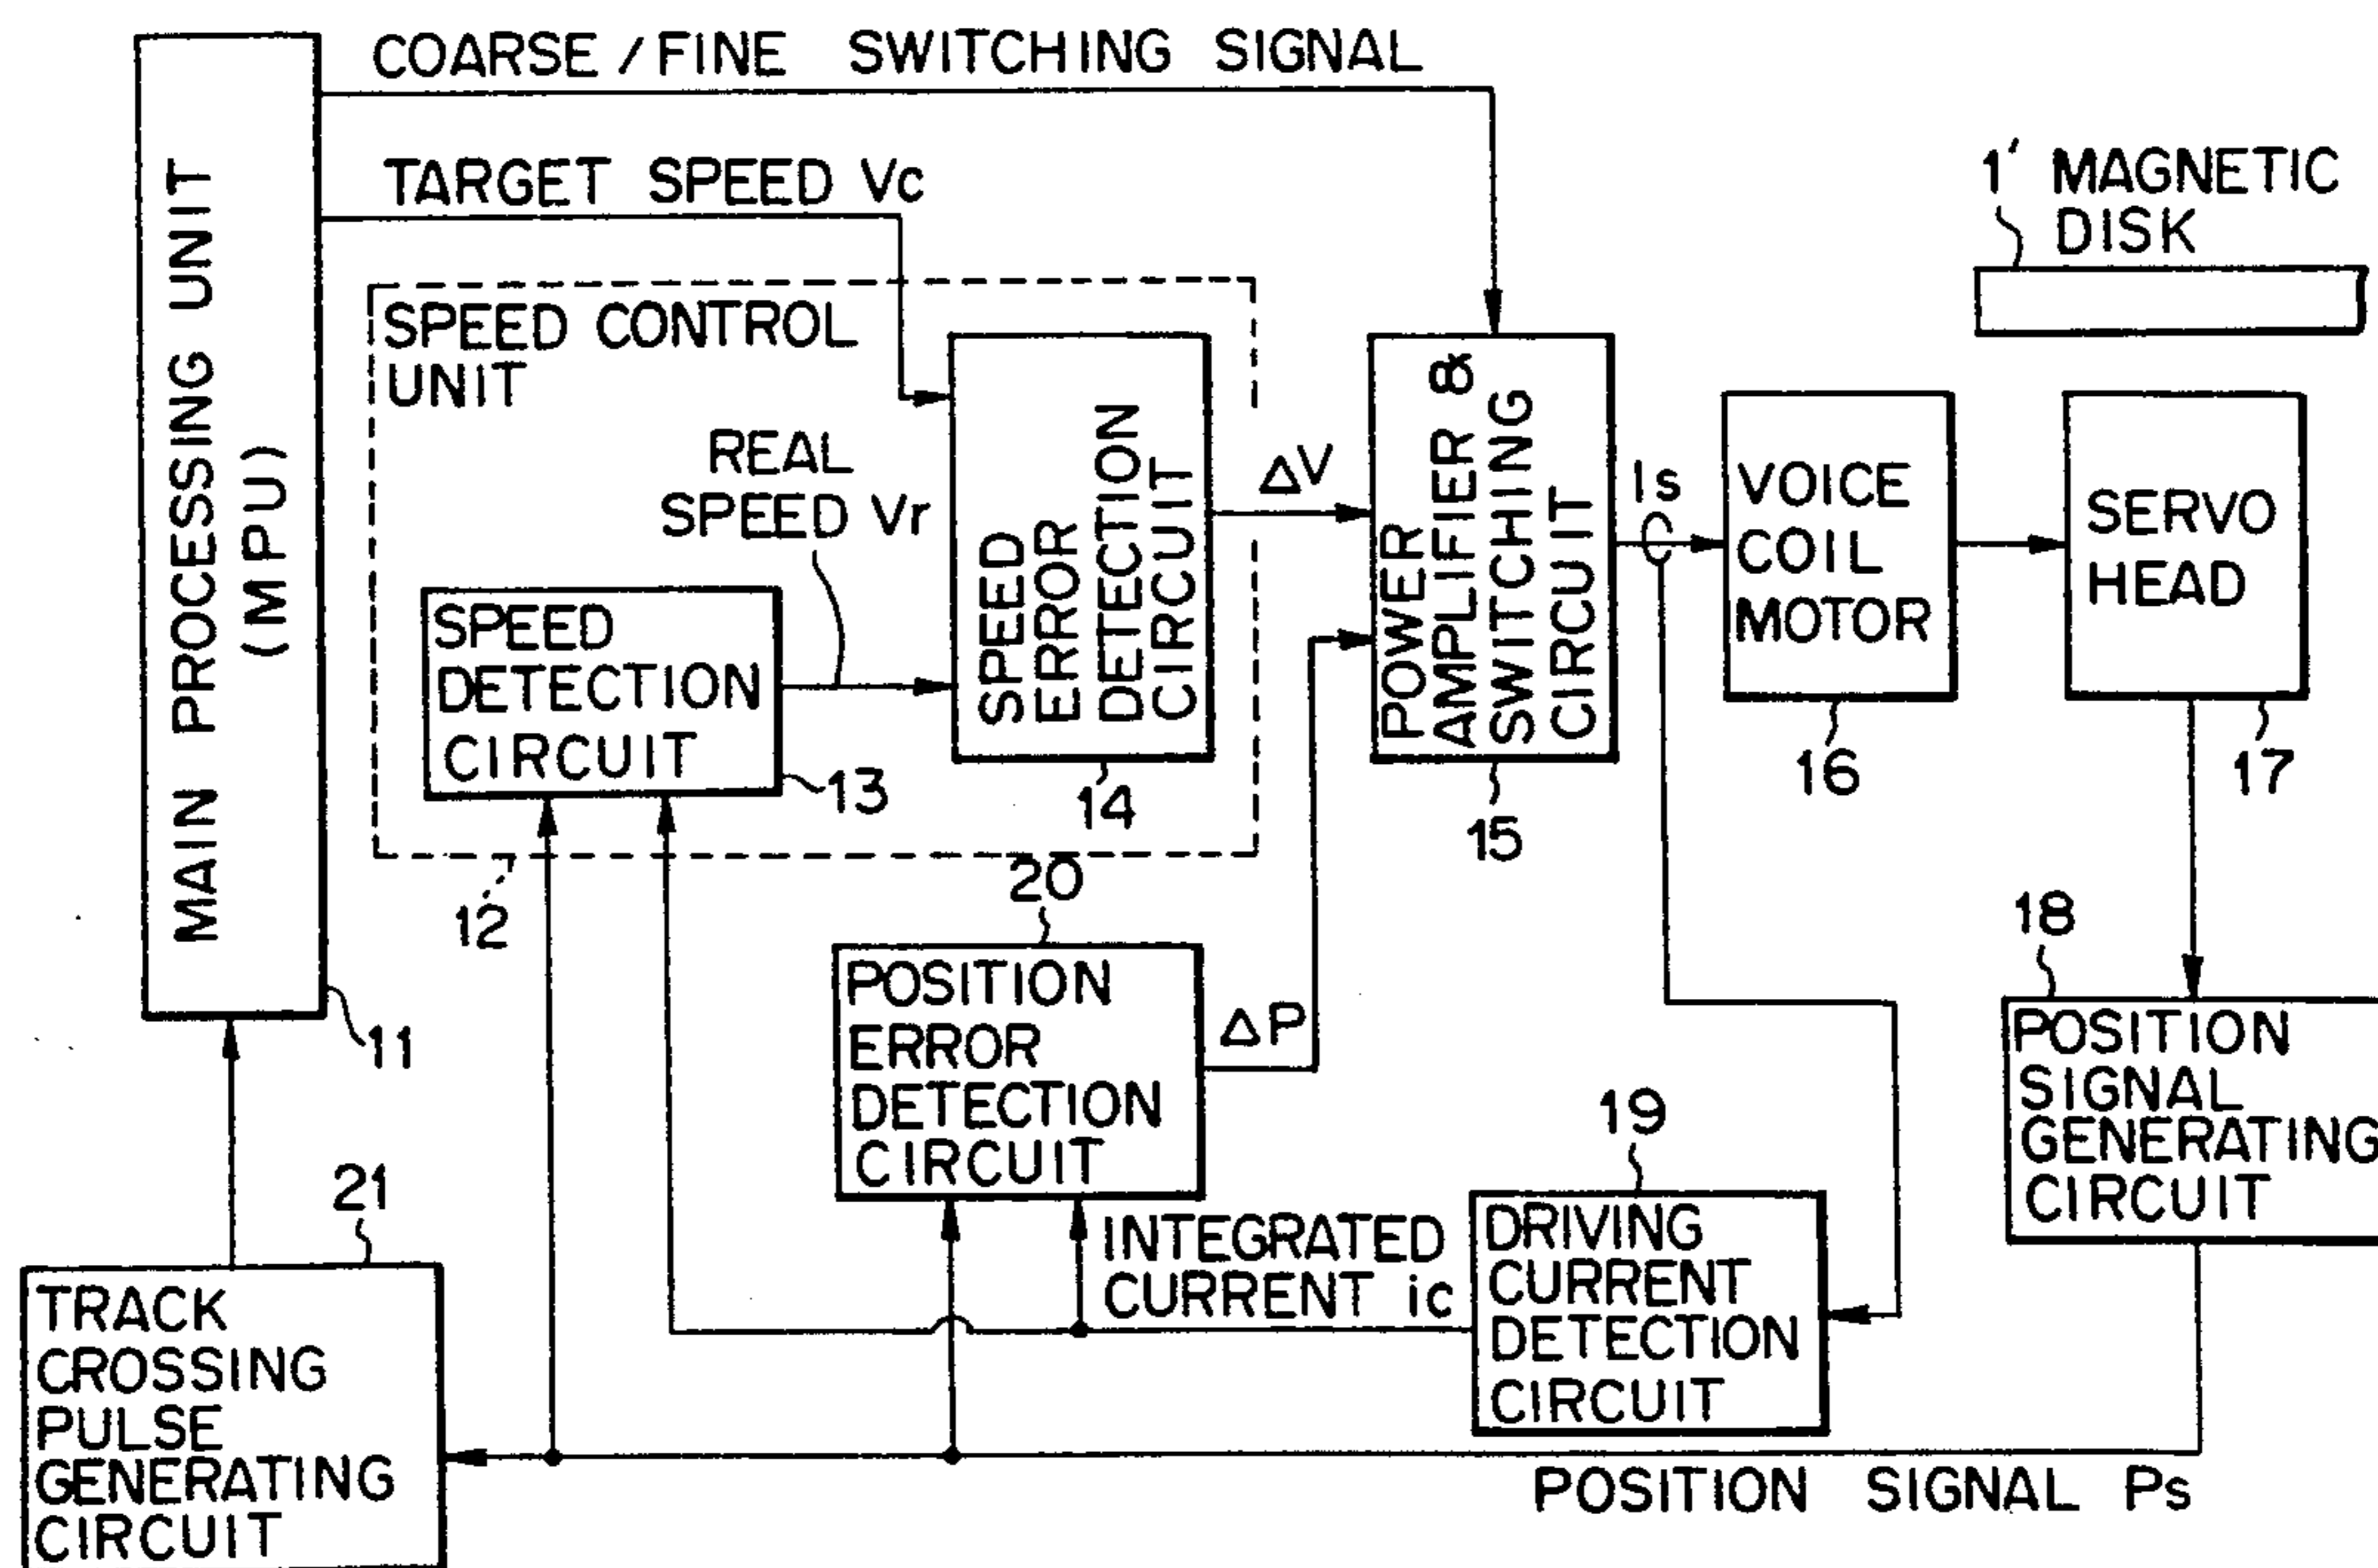 COARSE / FINE SWITCHING SIGNAL
TARGET SPEED Vc
1' MAGNETIC
DISK
MAIN PROCESSING UNIT
(MPU)
SPEED CONTROL
UNIT
REAL
SPEED Vr
SPEED
ERROR
DETECTION
CIRCUIT
ΔV
POWER
AMPLIFIER &
SWITCHING
CIRCUIT
Is
VOICE
COIL
MOTOR
SERVO
HEAD
SPEED
DETECTION
CIRCUIT
13
14
15
16
17
12
20
18
11
POSITION
ERROR
DETECTION
CIRCUIT
ΔP
POSITION
SIGNAL
GENERATING
CIRCUIT
19
21
INTEGRATED
CURRENT ic
DRIVING
CURRENT
DETECTION
CIRCUIT
TRACK
CROSSING
PULSE
GENERATING
CIRCUIT
POSITION SIGNAL Ps